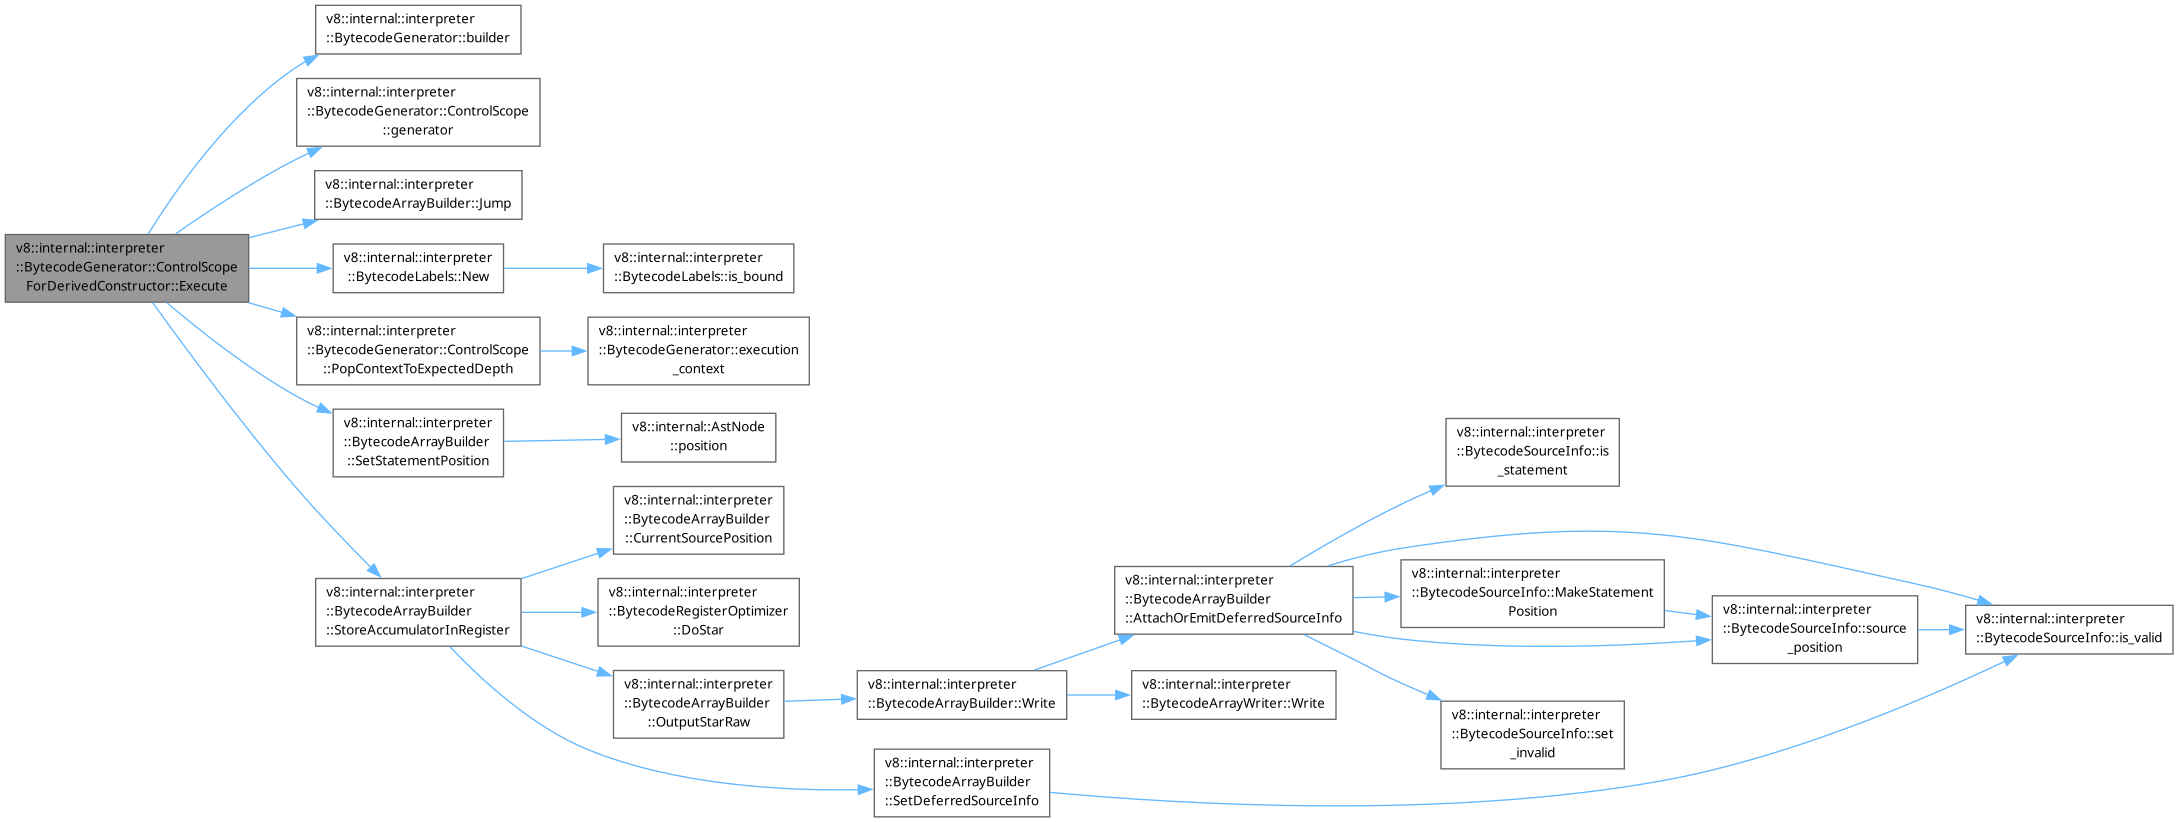 v8::internal::interpreter
::BytecodeGenerator::builder
v8::internal::interpreter
::BytecodeGenerator::ControlScope
::generator
v8::internal::interpreter
::BytecodeArrayBuilder::Jump
v8::internal::interpreter
::BytecodeGenerator::ControlScope
ForDerivedConstructor::Execute
v8::internal::interpreter
::BytecodeLabels::New
v8::internal::interpreter
::BytecodeLabels::is_bound
v8::internal::interpreter
::BytecodeGenerator::ControlScope
::PopContextToExpectedDepth
v8::internal::interpreter
::BytecodeGenerator::execution
_context
v8::internal::interpreter
::BytecodeArrayBuilder
::SetStatementPosition
v8::internal::AstNode
::position
v8::internal::interpreter
::BytecodeArrayBuilder
::CurrentSourcePosition
v8::internal::interpreter
::BytecodeArrayBuilder
::StoreAccumulatorInRegister
v8::internal::interpreter
::BytecodeRegisterOptimizer
::DoStar
v8::internal::interpreter
::BytecodeArrayBuilder
::OutputStarRaw
v8::internal::interpreter
::BytecodeArrayBuilder::Write
v8::internal::interpreter
::BytecodeArrayBuilder
::SetDeferredSourceInfo
v8::internal::interpreter
::BytecodeArrayBuilder
::AttachOrEmitDeferredSourceInfo
v8::internal::interpreter
::BytecodeArrayWriter::Write
v8::internal::interpreter
::BytecodeSourceInfo::is
_statement
v8::internal::interpreter
::BytecodeSourceInfo::MakeStatement
Position
v8::internal::interpreter
::BytecodeSourceInfo::set
_invalid
v8::internal::interpreter
::BytecodeSourceInfo::source
_position
v8::internal::interpreter
::BytecodeSourceInfo::is_valid